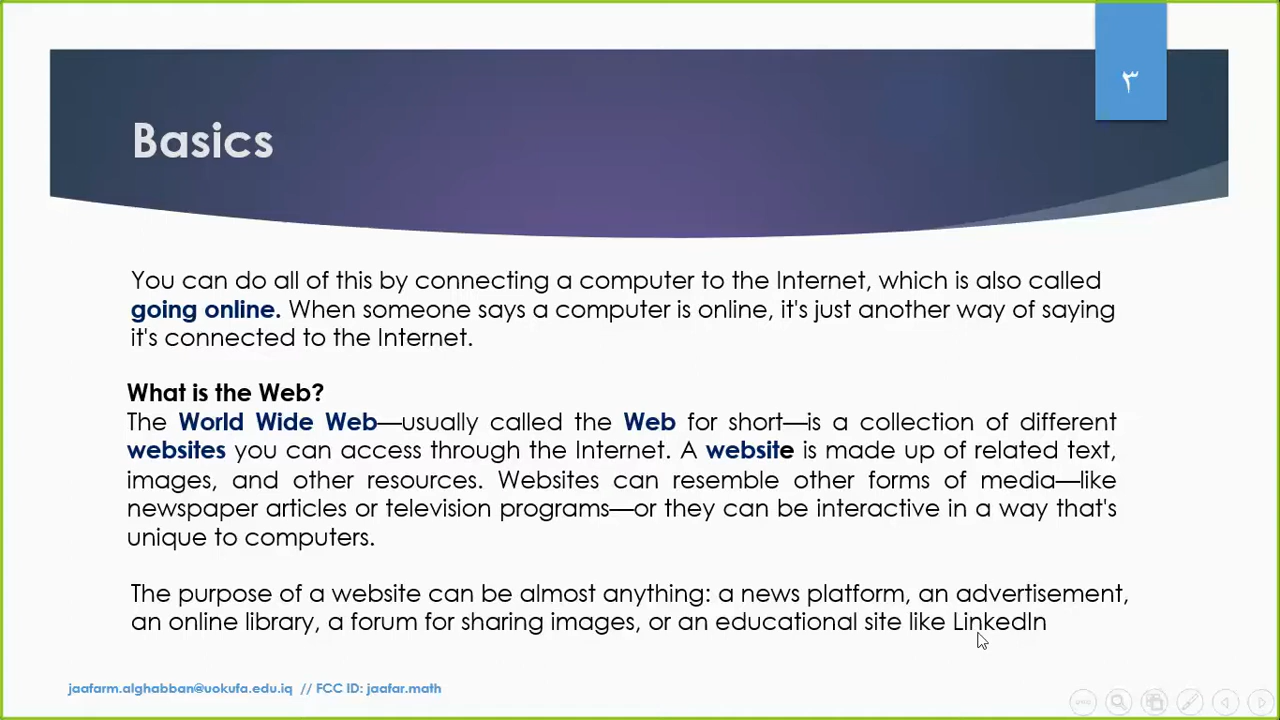 ٣
Basics
You can do all of this by connecting a computer to the Internet, which is also called
going online. When someone says a computer is online, it's just another way of saying
it's connected to the Internet.
What is the Web?
The World Wide Web—usually called the Web for short—is a collection of different
websites you can access through the Internet. A website is made up of related text,
images, and other resources. Websites can resemble other forms of media—like
newspaper articles or television programs—or they can be interactive in a way that's
unique to computers.
The purpose of a website can be almost anything: a news platform, an advertisement,
an online library, a forum for sharing images, or an educational site like LinkedIn
jaafarm.alghabban@uokufa.edu.iq // FCC ID: jaafar.math